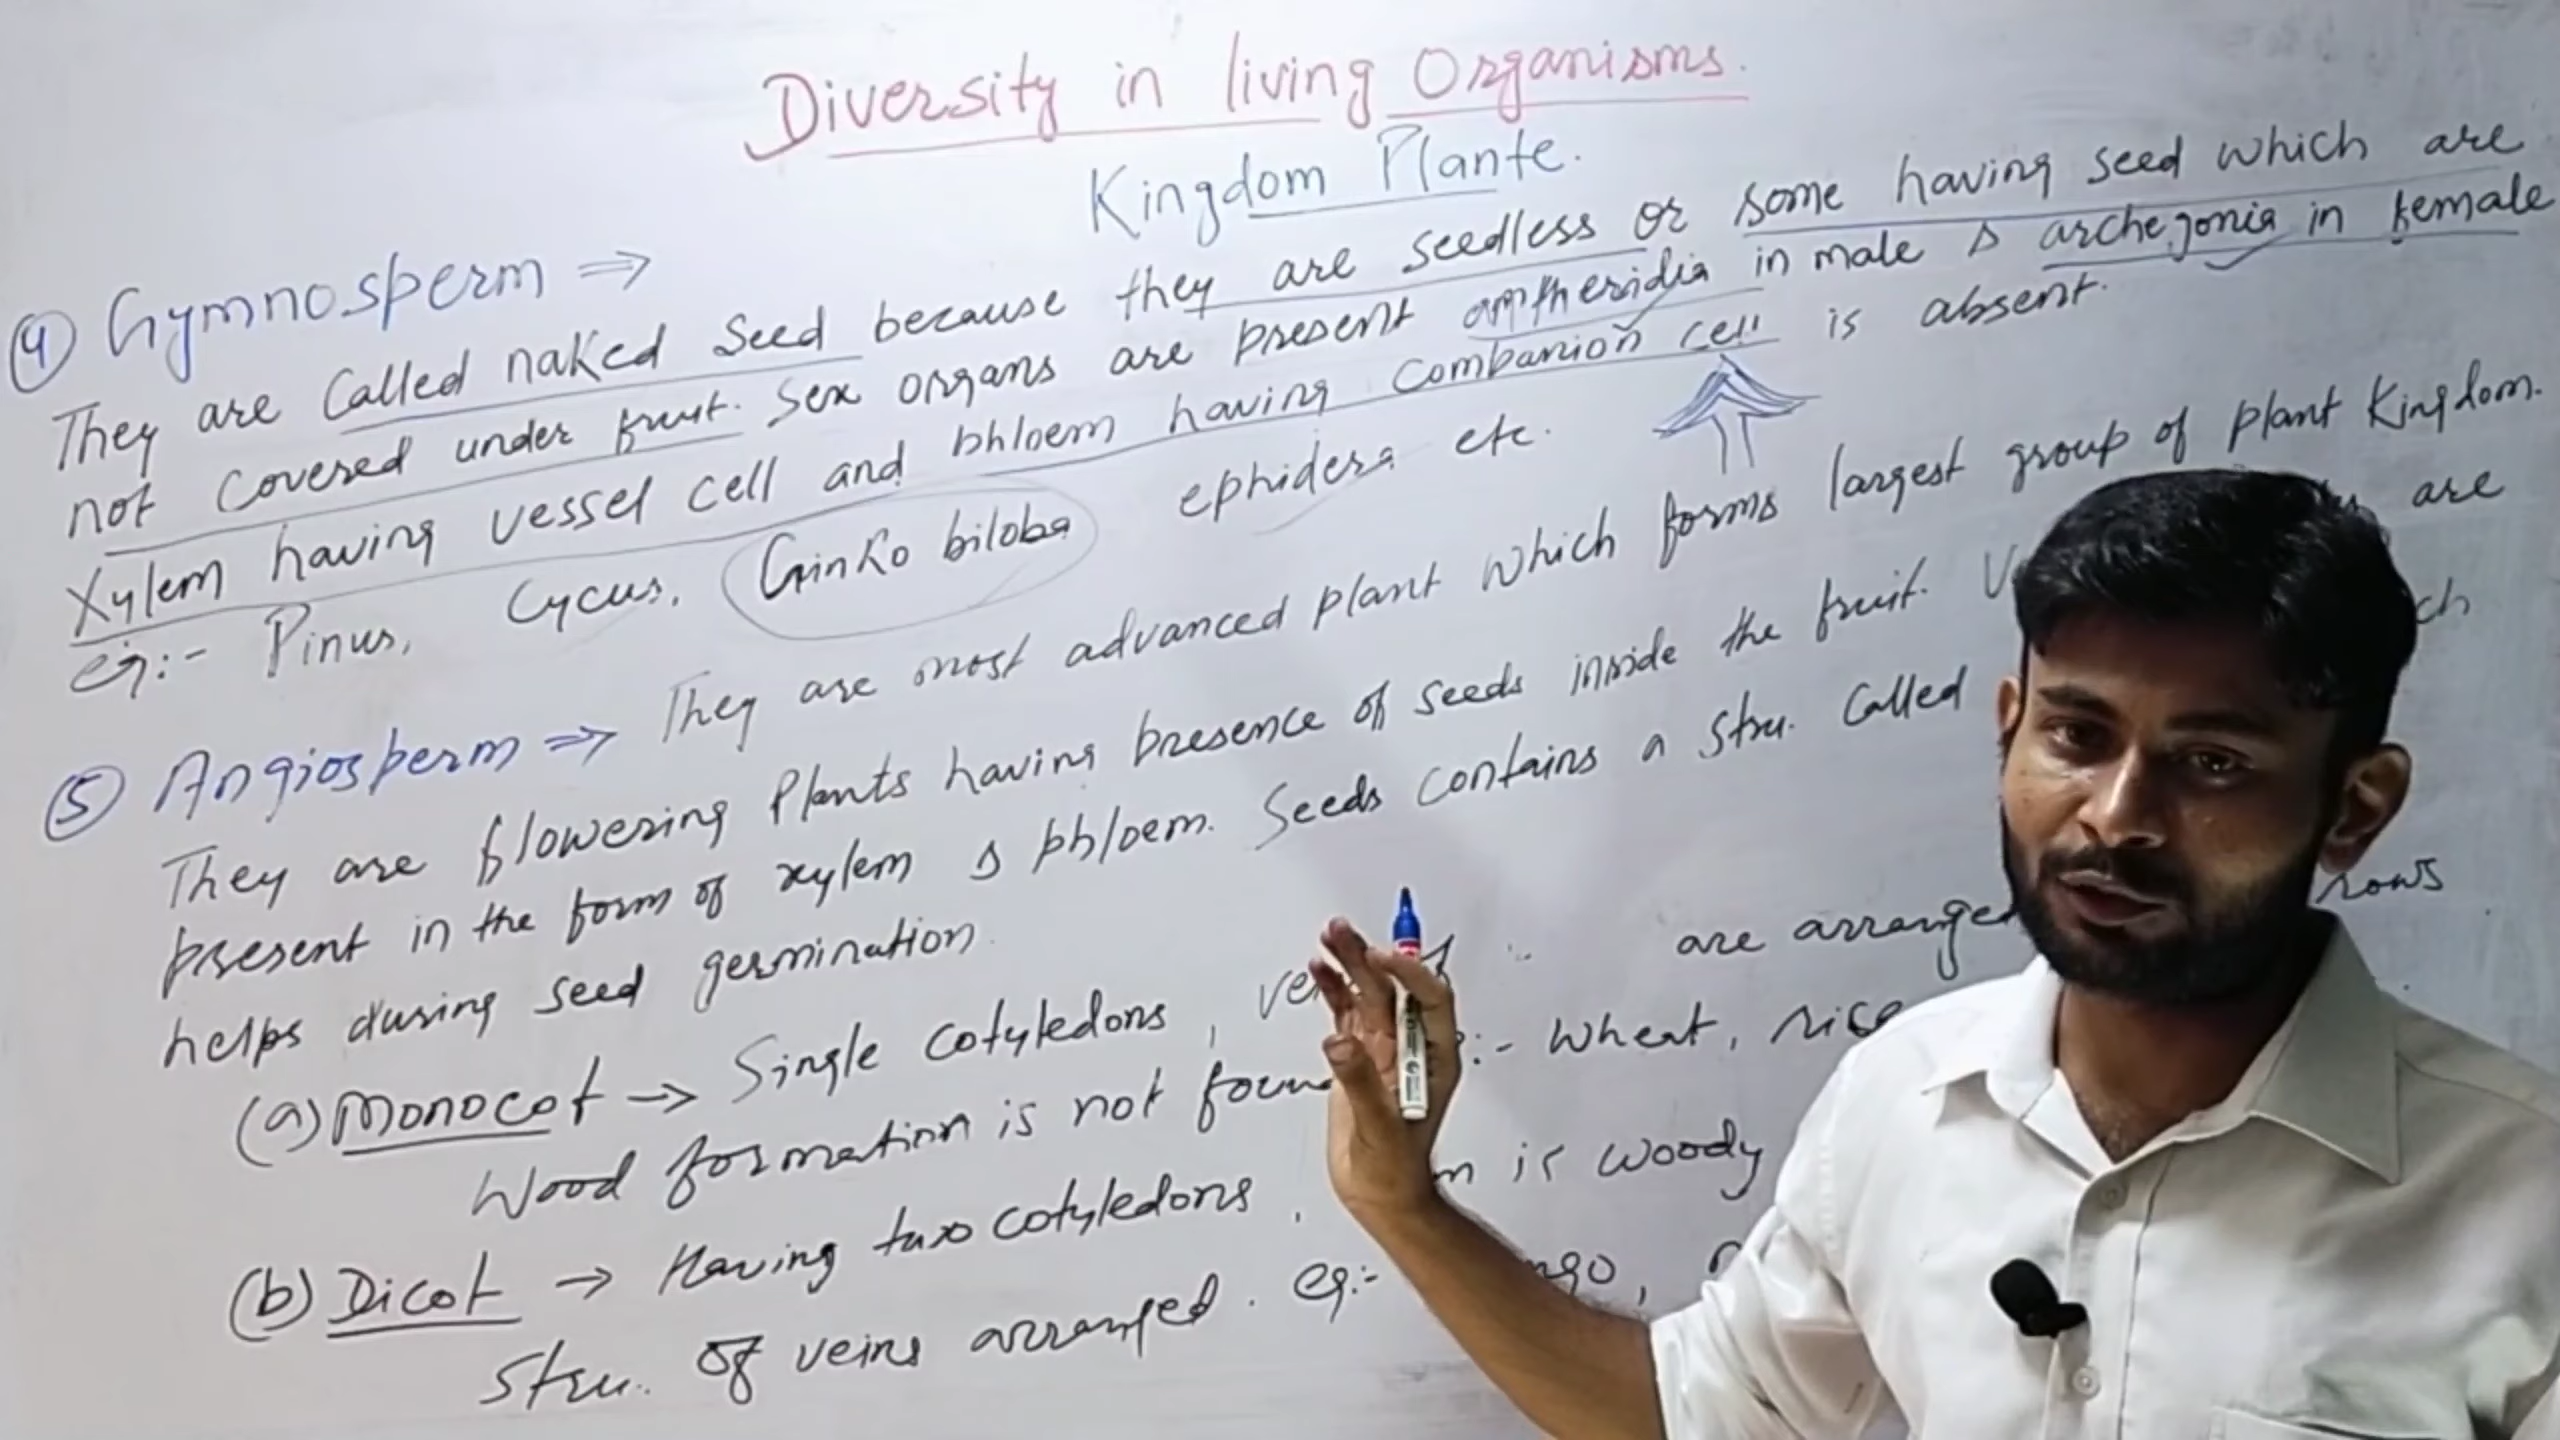 Diversity in living Organisms.
Kingdom Plante.
④ Gymnosperm ⇒
They are Called naked Seed because they are seedless or some having seed which are
not covered under fruit. Sex organs are present antheridia in male & archegonia in female
Xylem having vessel cell and phloem having companion cell is absent.
eg:- Pinus, Cycus, Ginko biloba ephidera etc.
⑤ Angiosperm ⇒ They are most advanced plant which forms largest group of plant Kingdom.
They are flowering Plants having presence of seeds inside the fruit. are
present in the form of xylem & phloem. Seeds contains a stru. Called
helps during seed germination.
(a) Monocot → Single cotyledons, are arranged rows
Wood formation is not :- Wheat, rice
(b) Dicot → Having two cotyledons, is woody
Stru. of veins arranged. eg:-